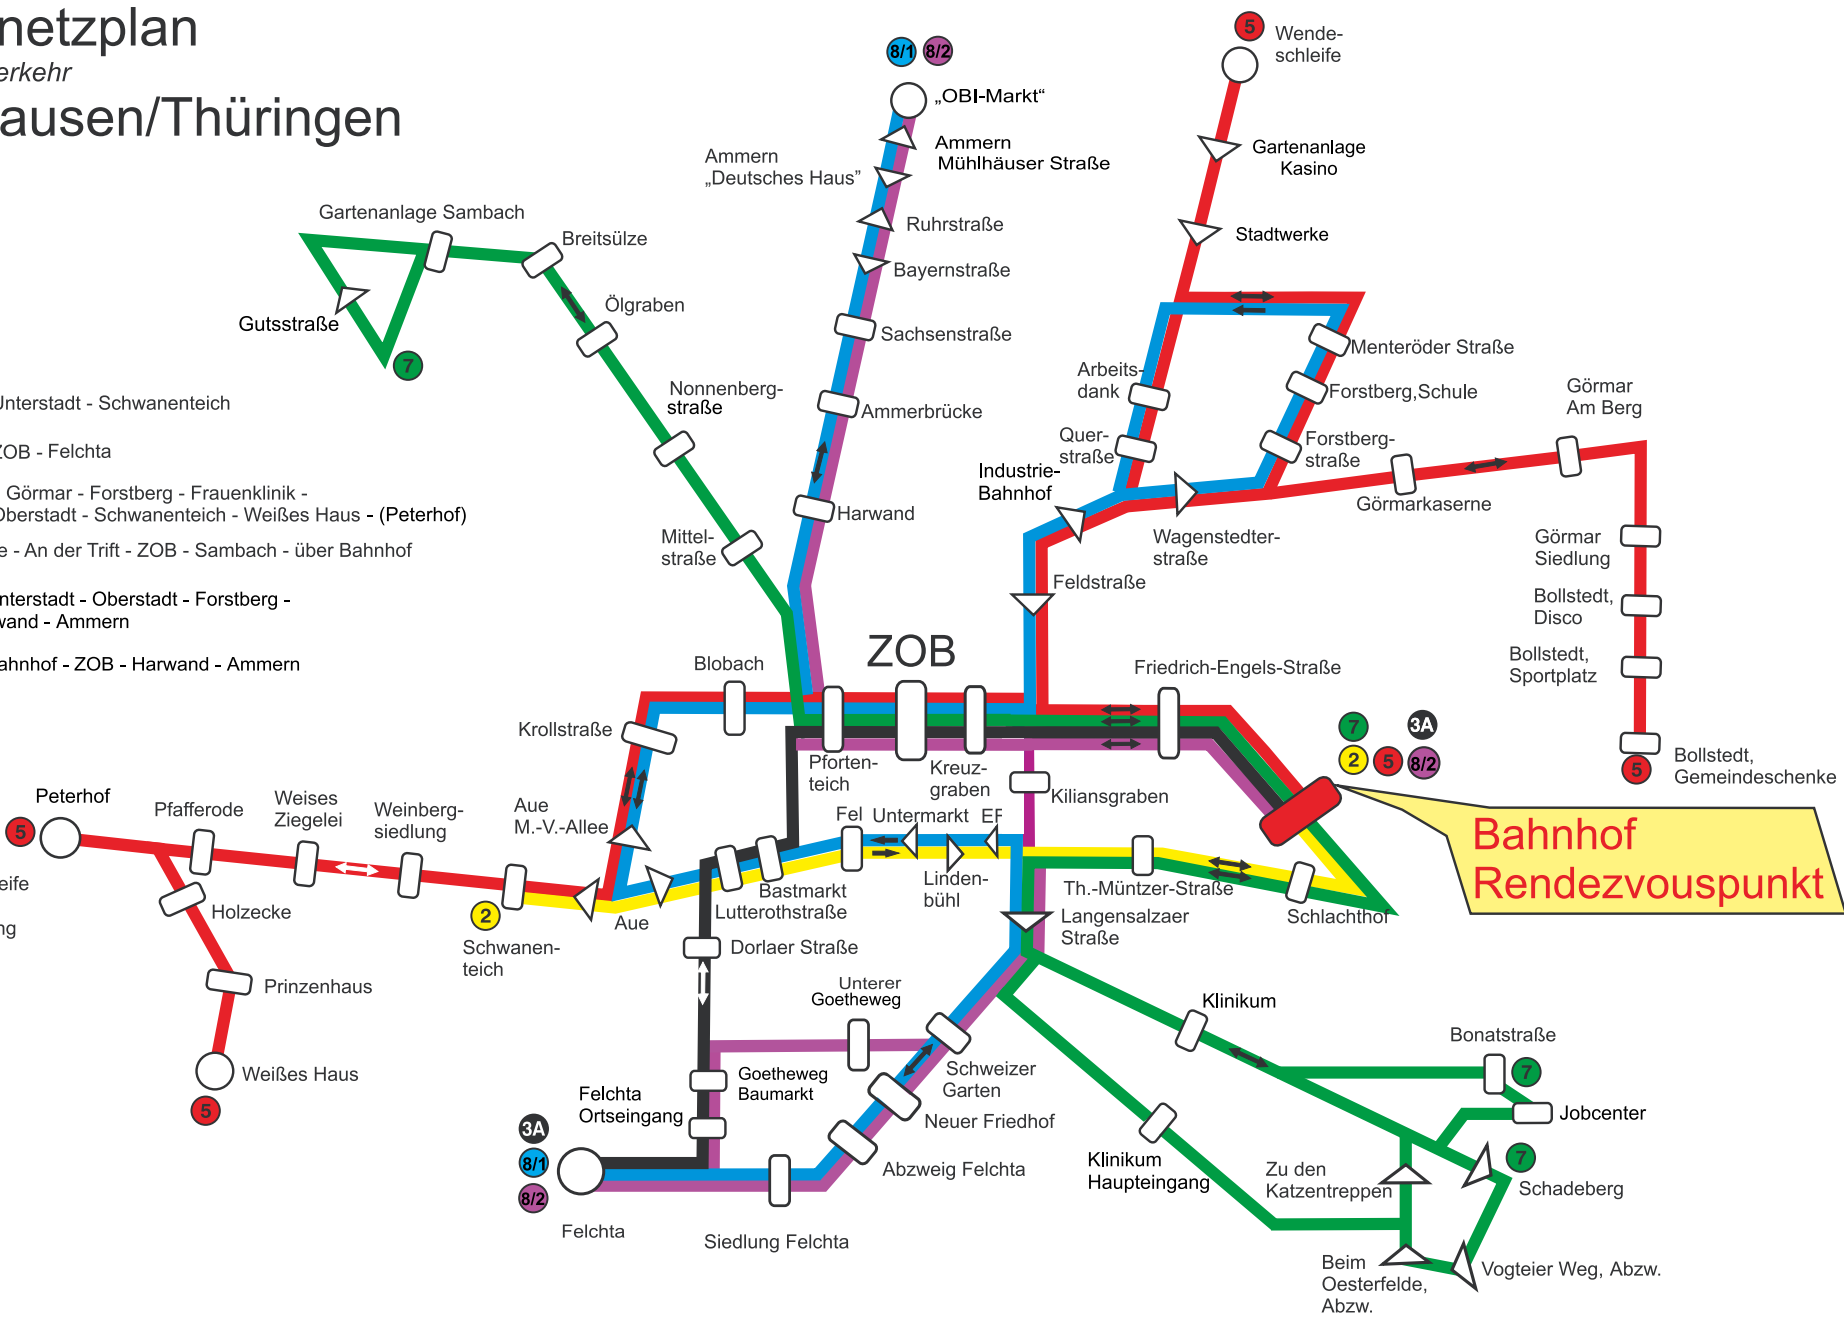 netzplan
erkehr
ausen/Thüringen
Unterstadt - Schwanenteich
ZOB - Felchta
Görmar - Forstberg - Frauenklinik -
Oberstadt - Schwanenteich - Weißes Haus - (Peterhof)
e - An der Trift - ZOB - Sambach - über Bahnhof
nterstadt - Oberstadt - Forstberg -
wand - Ammern
ahnhof - ZOB - Harwand - Ammern
eife
ng
8/1 8/2
„OBI-Markt“
Ammern
Mühlhäuser Straße
Ammern
„Deutsches Haus”
Ruhrstraße
Bayernstraße
Sachsenstraße
Ammerbrücke
Harwand
5
Wende-
schleife
Gartenanlage
Kasino
Stadtwerke
Menteröder Straße
Forstberg,Schule
Forstberg-
straße
Arbeits-
dank
Quer-
straße
Industrie-
Bahnhof
Wagenstedter-
straße
Feldstraße
Görmarkaserne
Görmar
Am Berg
Görmar
Siedlung
Bollstedt,
Disco
Bollstedt,
Sportplatz
Bollstedt,
Gemeindeschenke
5
Gartenanlage Sambach
Breitsülze
Ölgraben
Gutsstraße
7
Nonnenberg-
straße
Mittel-
straße
ZOB
Blobach
Friedrich-Engels-Straße
Krollstraße
Pforten-
teich
Kreuz-
graben
Kiliansgraben
7 3A
2 5 8/2
Bahnhof
Rendezvouspunkt
Peterhof
5
Pfafferode
Weises
Ziegelei
Weinberg-
siedlung
Aue
M.-V.-Allee
Fel
Untermarkt
EF
Linden-
bühl
Bastmarkt
Lutterothstraße
Th.-Müntzer-Straße
Schlachthof
Langensalzaer
Straße
Aue
2
Schwanen-
teich
Holzecke
Prinzenhaus
Weißes Haus
5
Dorlaer Straße
Unterer
Goetheweg
Goetheweg
Baumarkt
Felchta
Ortseingang
Schweizer
Garten
Neuer Friedhof
Abzweig Felchta
Siedlung Felchta
3A
8/1
8/2
Felchta
Klinikum
Bonatstraße
7
Jobcenter
Klinikum
Haupteingang
Zu den
Katzentreppen
7
Schadeberg
Beim
Oesterfelde,
Abzw.
Vogteier Weg, Abzw.